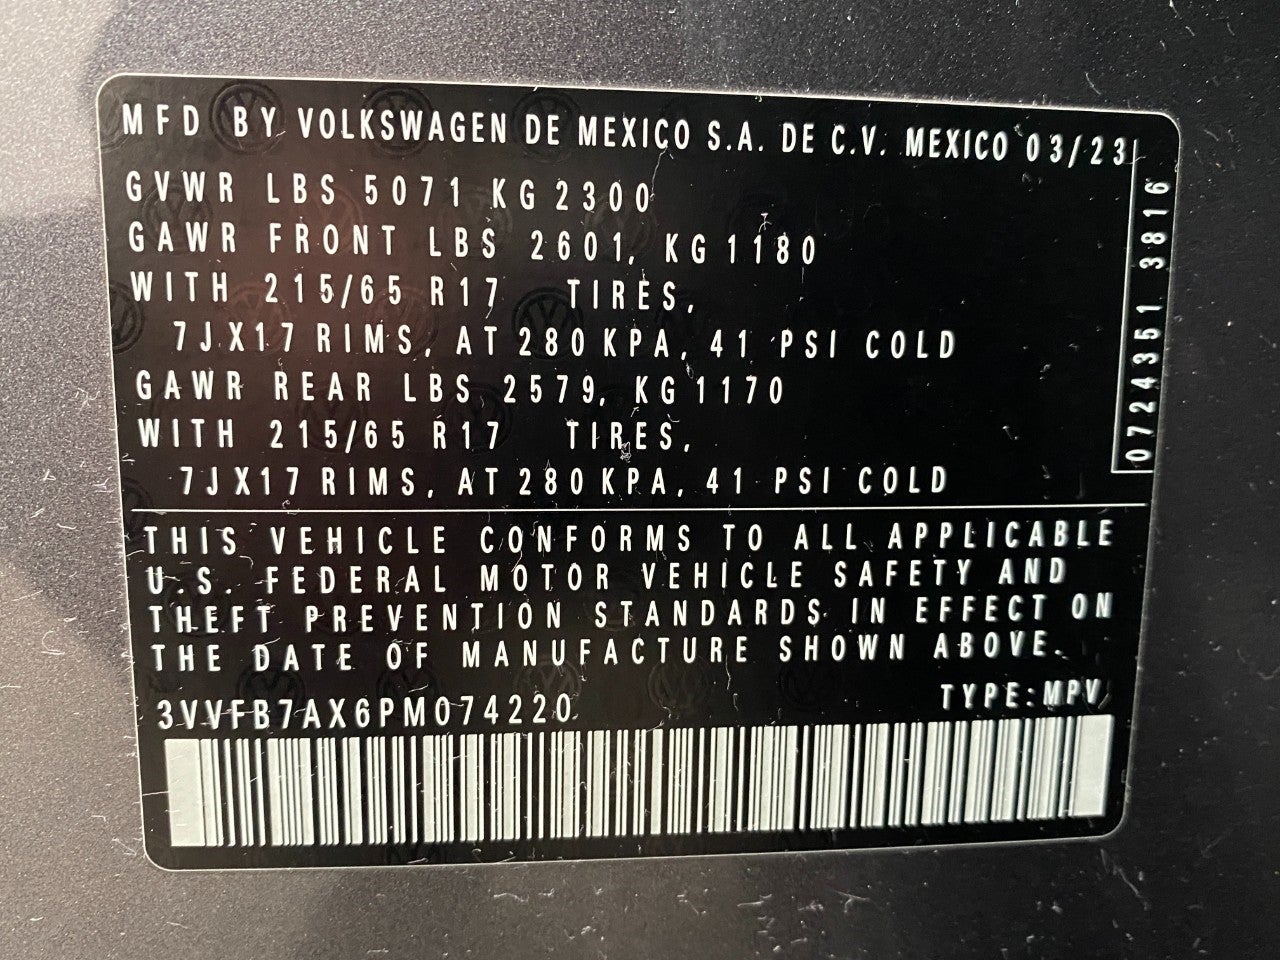 MFD BY VOLKSWAGEN DE MEXICO S.A. DE C.V. MEXICO 03/23
GVWR LBS 5071 KG 2300
GAWR FRONT LBS 2601, KG 1180
WITH 215/65 R17 TIRES,
7JX17 RIMS, AT 280 KPA, 41 PSI COLD
GAWR REAR LBS 2579, KG 1170
WITH 215/65 R17 TIRES,
7JX17 RIMS, AT 280 KPA, 41 PSI COLD
0724351 3816
THIS VEHICLE CONFORMS TO ALL APPLICABLE
U.S. FEDERAL MOTOR VEHICLE SAFETY AND
THEFT PREVENTION STANDARDS IN EFFECT ON
THE DATE OF MANUFACTURE SHOWN ABOVE.
3VVFB7AX6PM074220 TYPE: MPV